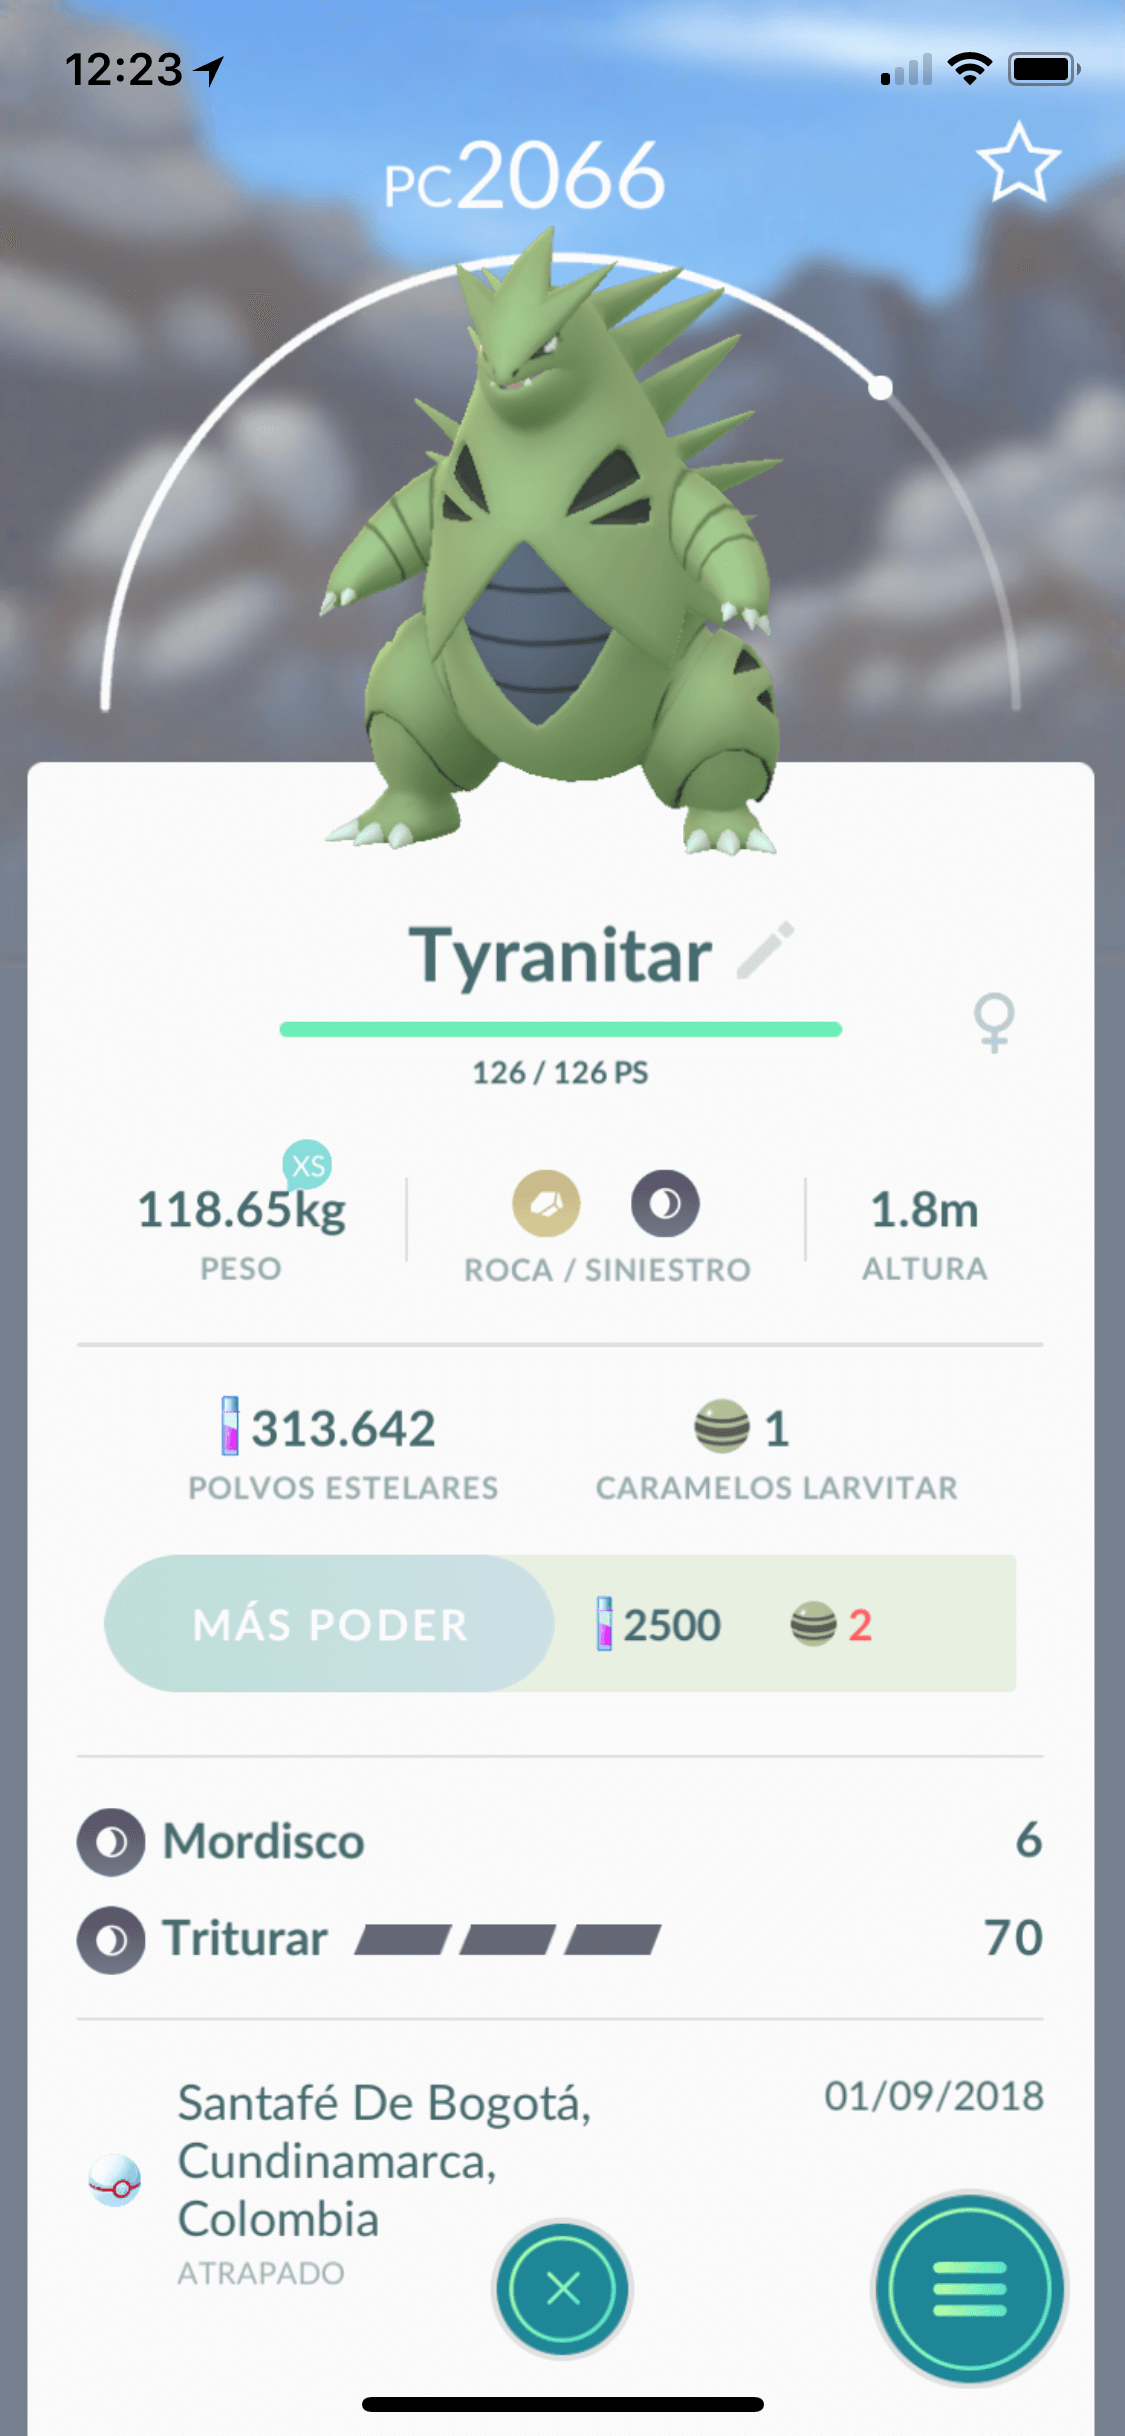 12:23
PC2066
Tyranitar
126 / 126 PS
XS
118.65kg
PESO
ROCA / SINIESTRO
1.8m
ALTURA
313.642
POLVOS ESTELARES
1
CARAMELOS LARVITAR
MÁS PODER 2500 2
Mordisco 6
Triturar 70
Santafé De Bogotá,
Cundinamarca,
Colombia
ATRAPADO
01/09/2018